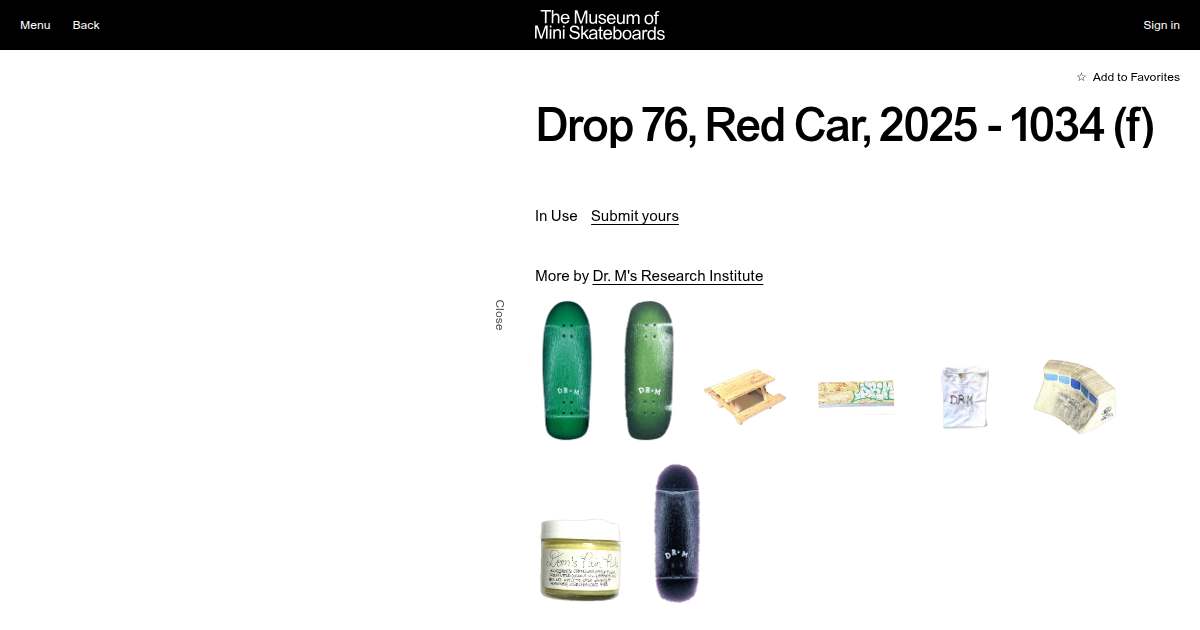 Menu
Back
The Museum of
Mini Skateboards
Sign in
☆ Add to Favorites
Drop 76, Red Car, 2025 - 1034 (f)
In Use
Submit yours
More by Dr. M's Research Institute
Close
DR•M
DR•M
DRM
DR•M